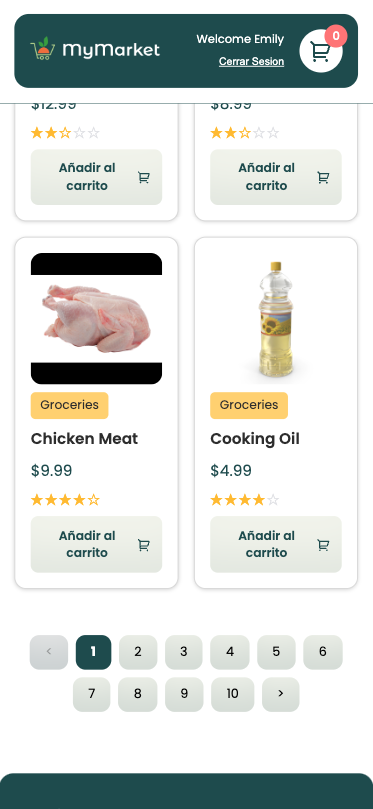 MyMarket
Welcome Emily
Cerrar Sesion
0
$12.99
$8.99
Añadir al
carrito
Añadir al
carrito
Groceries
Chicken Meat
$9.99
Añadir al
carrito
Groceries
Cooking Oil
$4.99
Añadir al
carrito
< 1 2 3 4 5 6
7 8 9 10 >